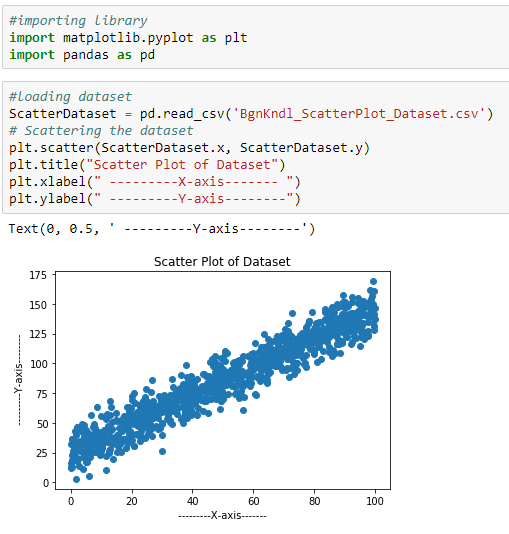 #importing library
import matplotlib.pyplot as plt
import pandas as pd
#loading dataset
ScatterDataset = pd.read_csv('BgnKndl_ScatterPlot_Dataset.csv')
# Scattering the dataset
plt.scatter(ScatterDataset.x, ScatterDataset.y)
plt.title("Scatter Plot of Dataset")
plt.xlabel(" ---------X-axis------- ")
plt.ylabel(" ---------Y-axis--------")
Text(0, 0.5, ' ---------Y-axis--------')
Scatter Plot of Dataset
175
150
125
100
75
50
25
0
---------Y-axis--------
0 20 40 60 80 100
---------X-axis-------